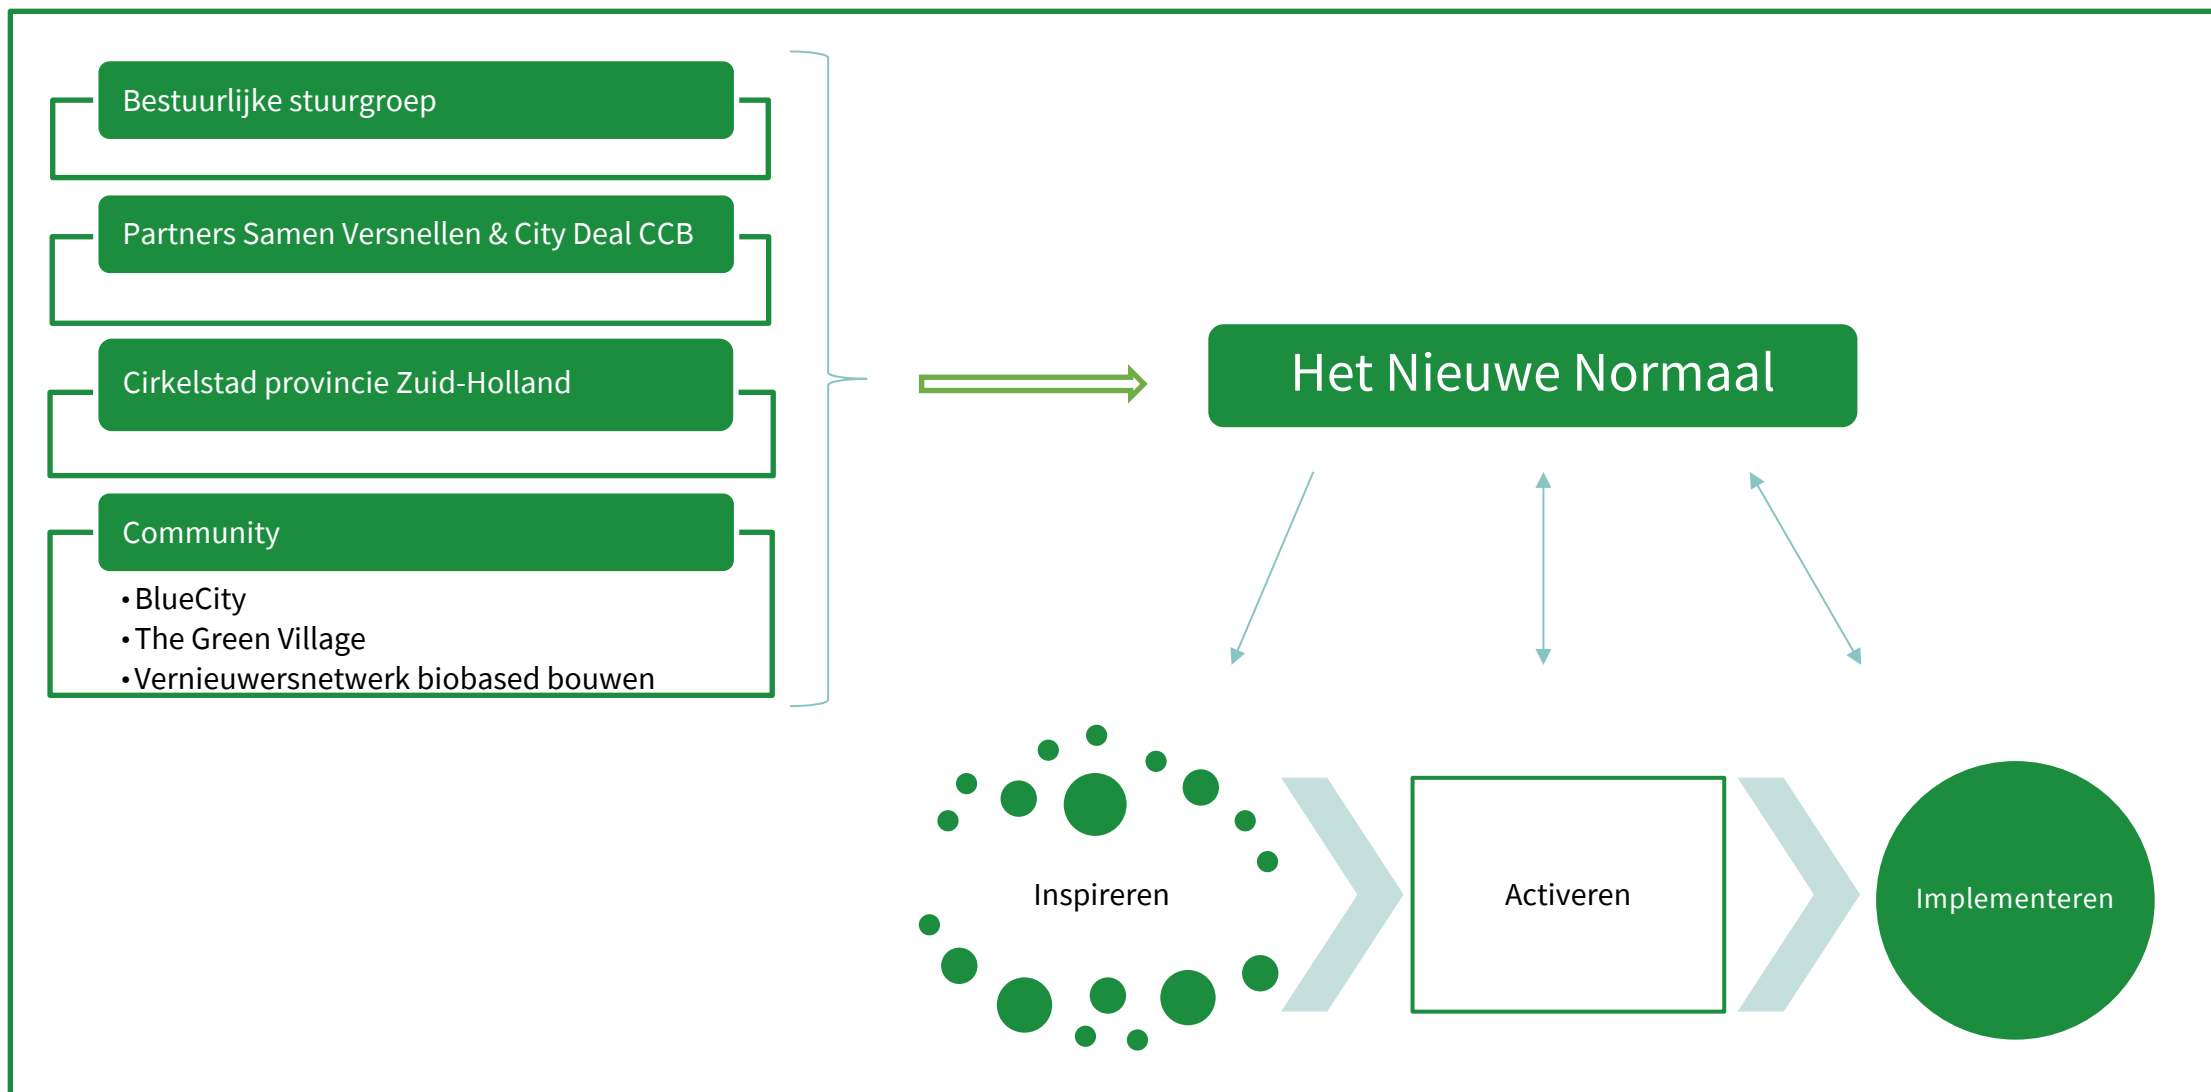 Bestuurlijke stuurgroep
Partners Samen Versnellen & City Deal CCB
Cirkelstad provincie Zuid-Holland
Community
• BlueCity
• The Green Village
• Vernieuwersnetwerk biobased bouwen
Het Nieuwe Normaal
Inspireren
Activeren
Implementeren